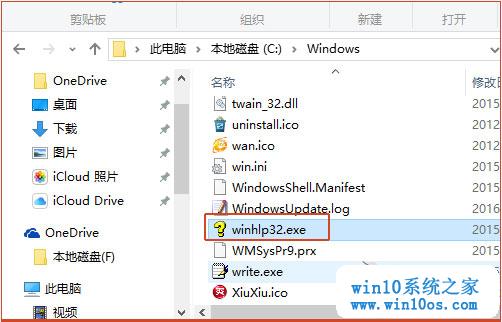 剪贴板 组织 新建 打开
此电脑 本地磁盘 (C:) Windows
OneDrive
桌面
下载
图片
iCloud 照片
iCloud Drive
OneDrive
本地磁盘(F)
此电脑
视频
名称 修改日
twain_32.dll 2015
uninstall.ico 2012
wan.ico 2012
win.ini 2015
WindowsShell.Manifest 2015
WindowsUpdate.log 2015
winhlp32.exe 2015
WMSysPr9.prx 2015
write.exe
XiuXiu.ico
win10系统之家
www.win10os.com